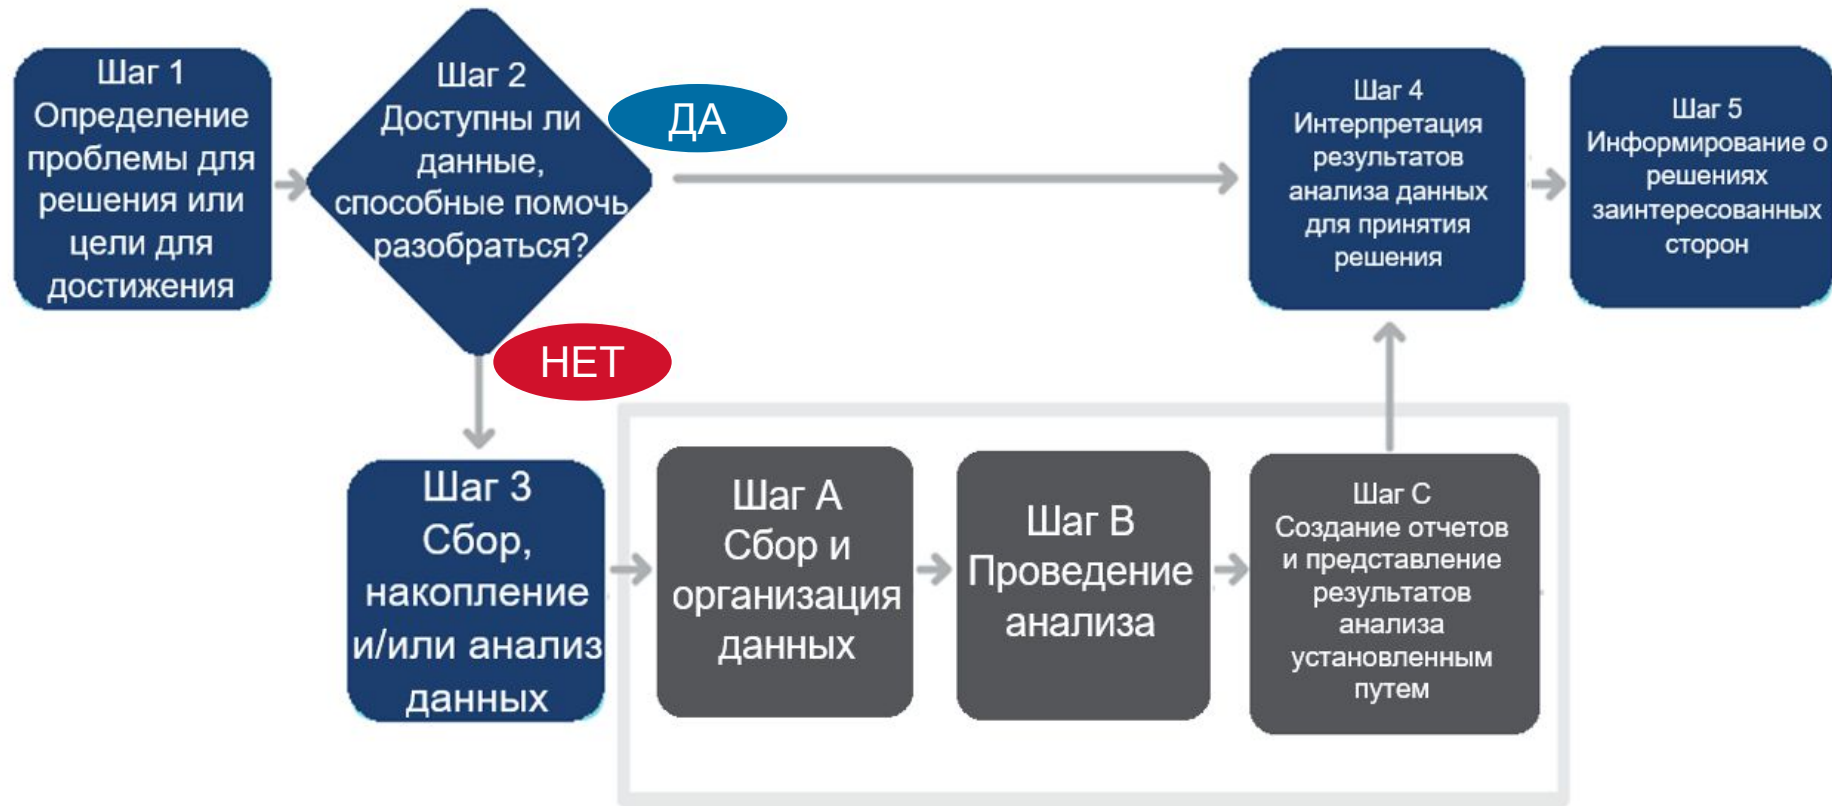 Шаг 1
Определение
проблемы для
решения или
цели для
достижения
Шаг 2
Доступны ли
данные,
способные помочь
разобраться?
ДА
НЕТ
Шаг 3
Сбор,
накопление
и/или анализ
данных
Шаг А
Сбор и
организация
данных
Шаг В
Проведение
анализа
Шаг С
Создание отчетов
и представление
результатов
анализа
установленным
путем
Шаг 4
Интерпретация
результатов
анализа данных
для принятия
решения
Шаг 5
Информирование о
решениях
заинтересованных
сторон